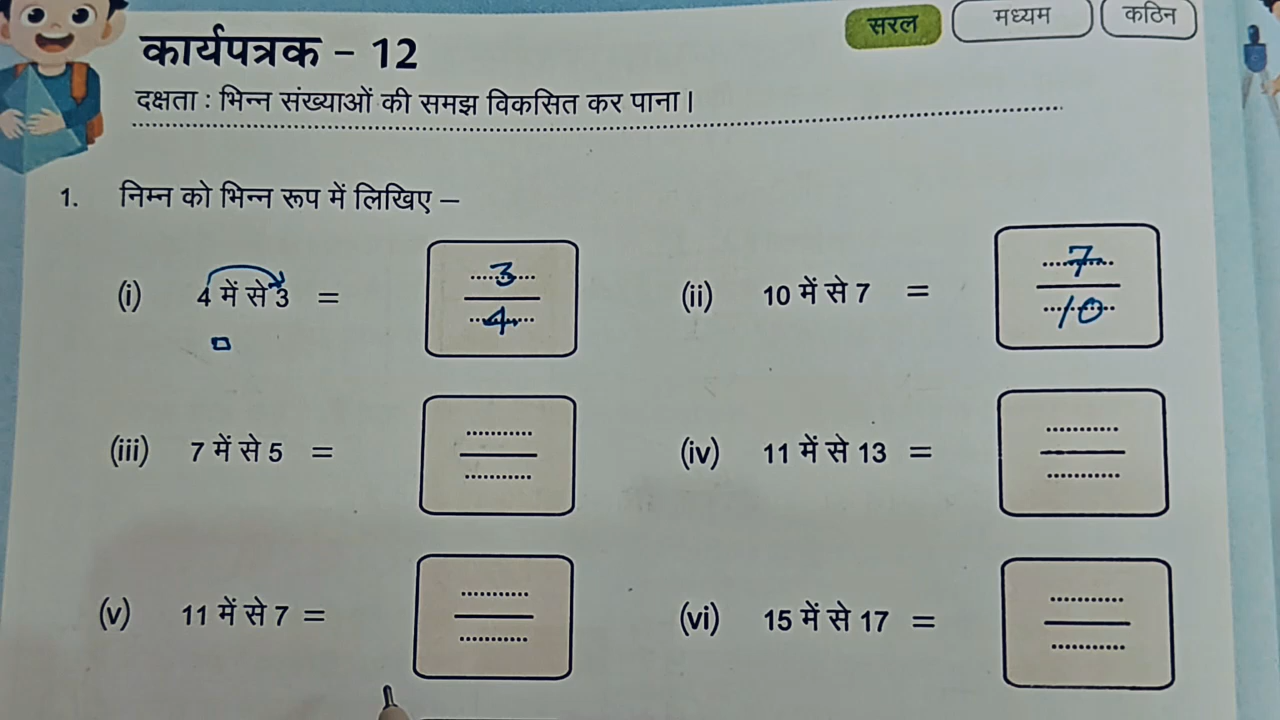 सरल मध्यम कठिन
कार्यपत्रक – 12
दक्षता : भिन्न संख्याओं की समझ विकसित कर पाना।
1. निम्न को भिन्न रूप में लिखिए –
(i) 4 में से 3 = 3/4
(ii) 10 में से 7 = 7/10
(iii) 7 में से 5 =
(iv) 11 में से 13 =
(v) 11 में से 7 =
(vi) 15 में से 17 =